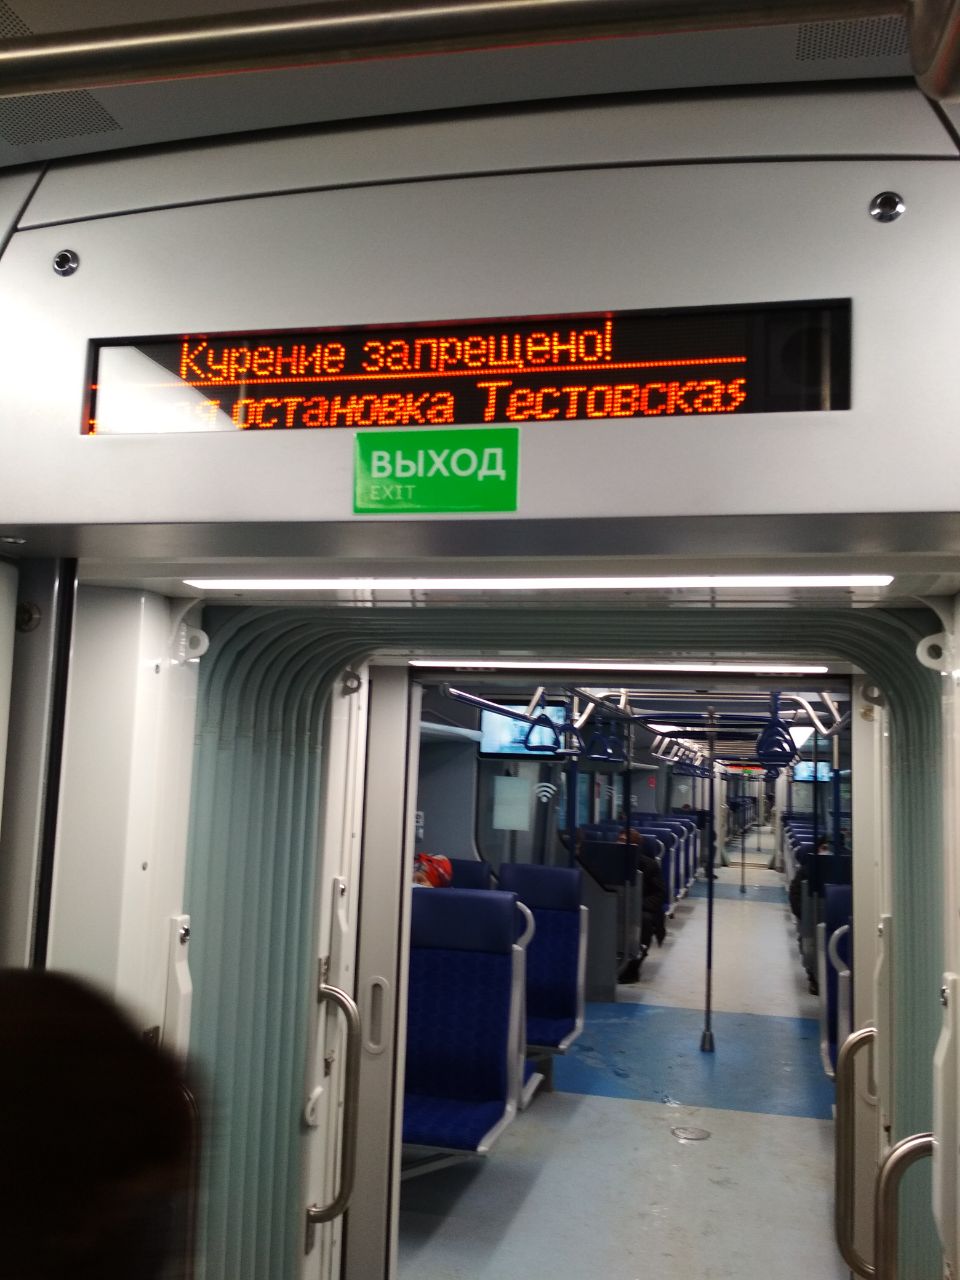 Курение запрещено!
остановка Тестовская
ВЫХОД
EXIT